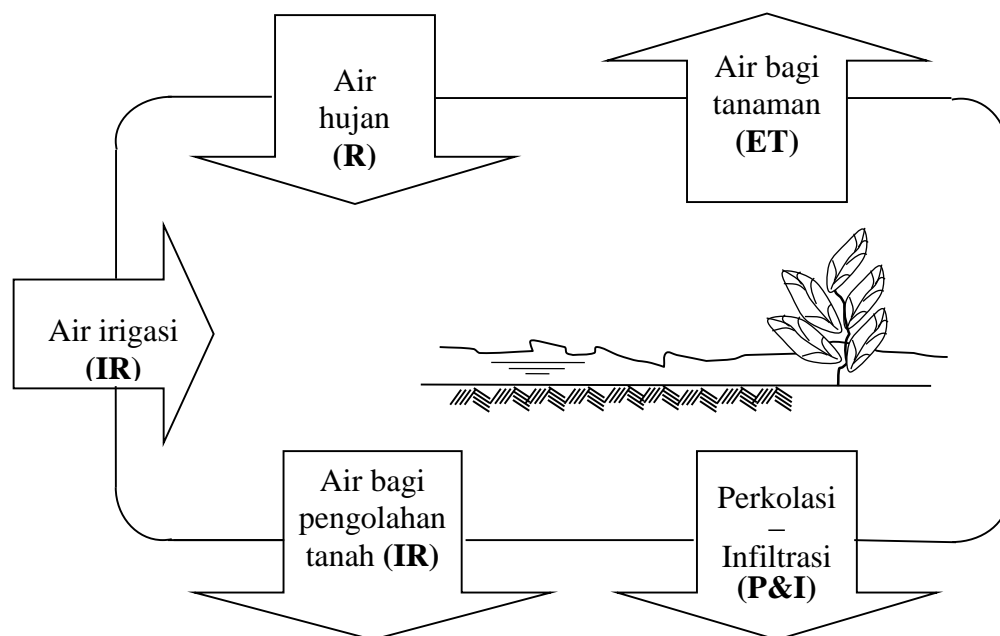 Air
hujan
(R)
Air bagi
tanaman
(ET)
Air irigasi
(IR)
Air bagi
pengolahan
tanah (IR)
Perkolasi
–
Infiltrasi
(P&I)